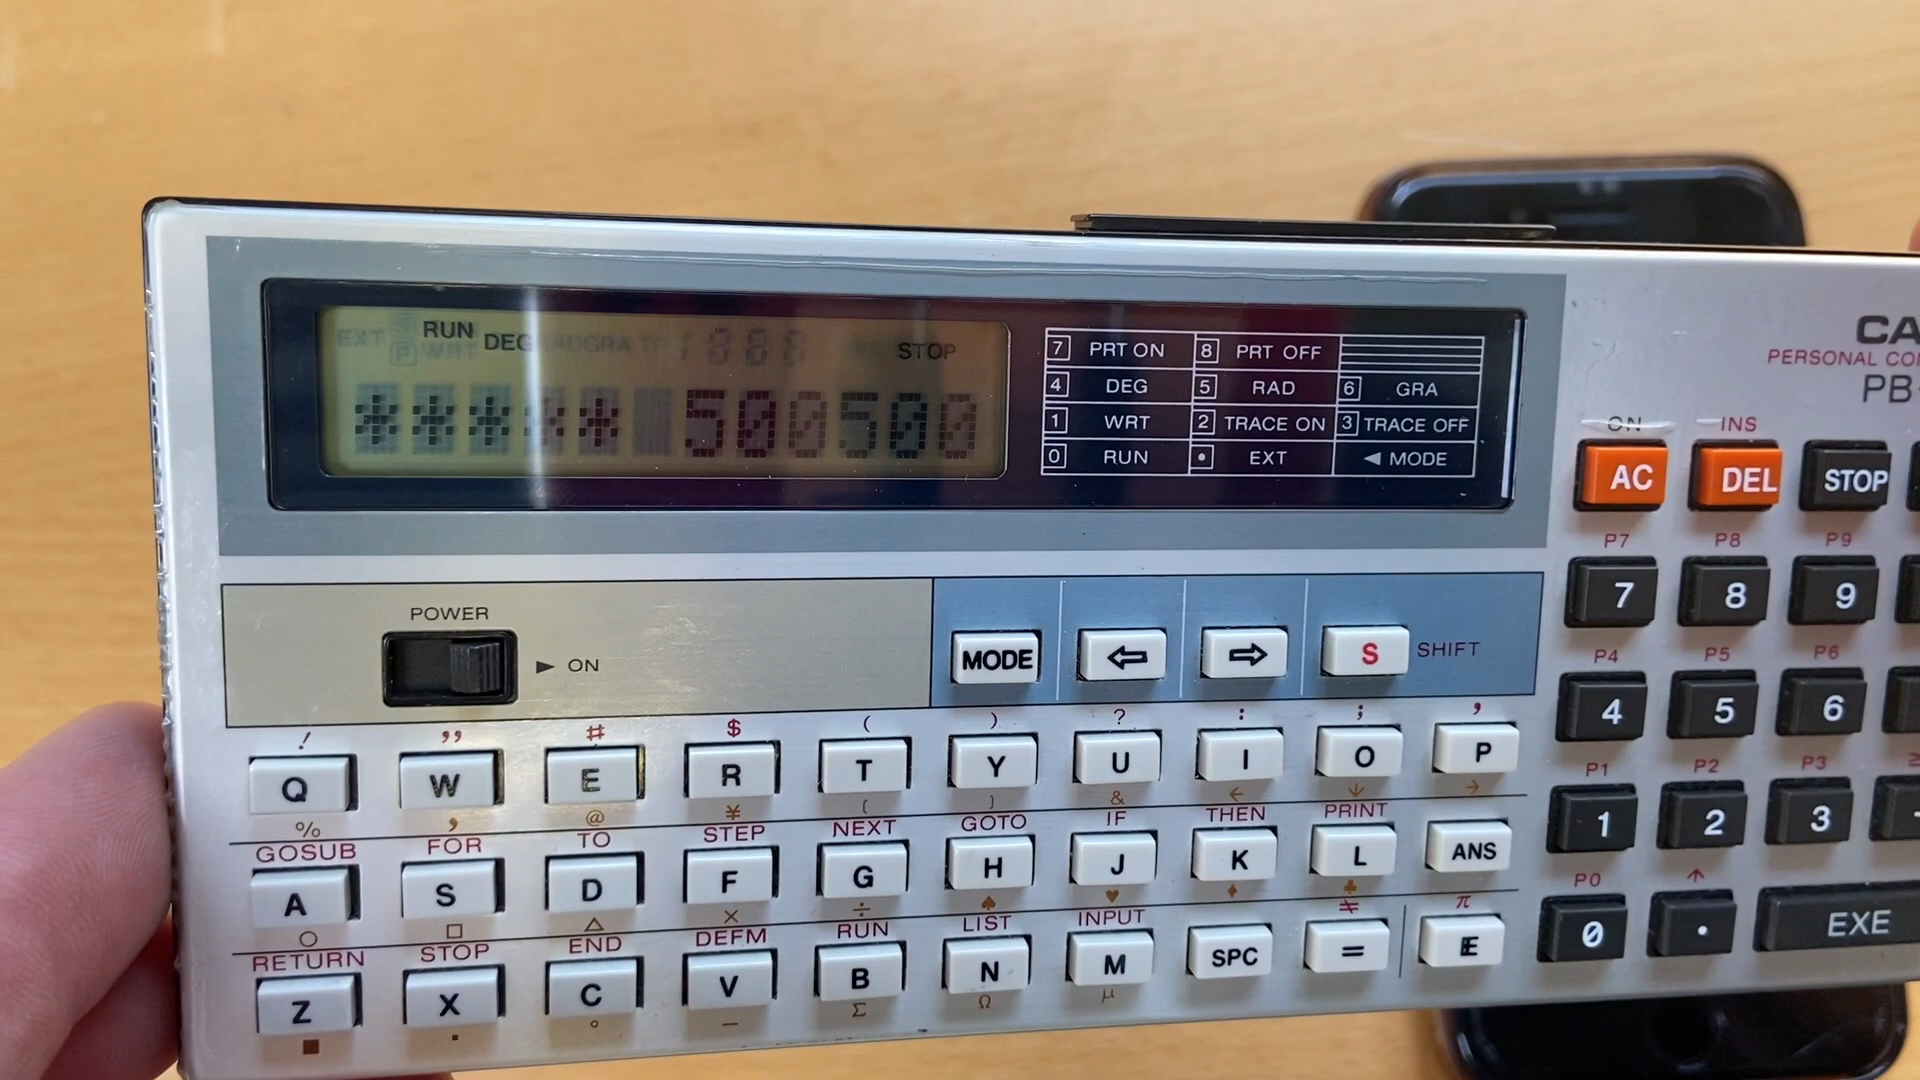 RUN DEG STOP
***** 500500
7 PRT ON 8 PRT OFF
4 DEG 5 RAD 6 GRA
1 WRT 2 TRACE ON 3 TRACE OFF
0 RUN • EXT ◄ MODE
CA
PERSONAL CO
PB
ON INS
AC DEL STOP
POWER
► ON
MODE ⇦ ⇨ S SHIFT
P7 P8 P9
7 8 9
P4 P5 P6
4 5 6
! ” # $ ( ) ? : ; ,
Q W E R T Y U I O P
% ’ @ ¥ [ ] & ← ↓ →
P1 P2 P3
1 2 3
GOSUB FOR TO STEP NEXT GOTO IF THEN PRINT
A S D F G H J K L ANS
○ □ △ × ÷ ♠ ♥ ♦ ♣
P0 ↑
0 • EXE
RETURN STOP END DEFM RUN LIST INPUT ≠ π
Z X C V B N M SPC = E
■ ▪ ° − Σ Ω μ